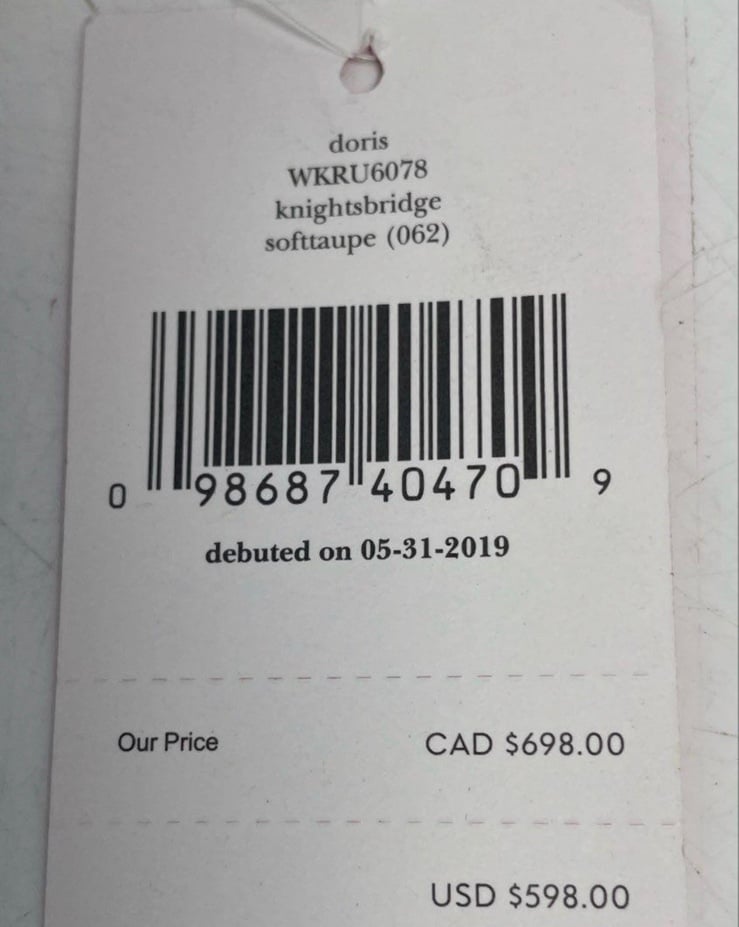 doris
WKRU6078
knightsbridge
softtaupe (062)
0 98687 40470 9
debuted on 05-31-2019
Our Price CAD $698.00
USD $598.00